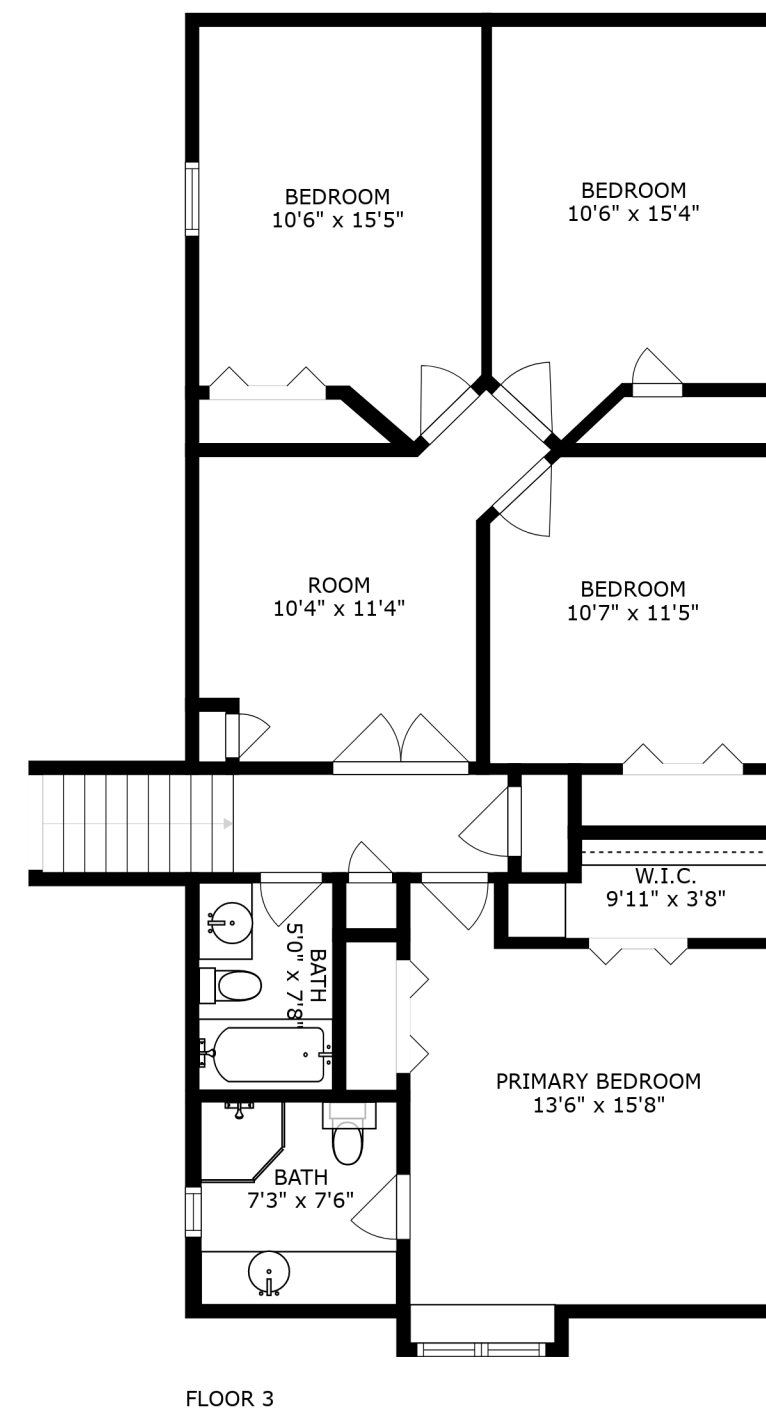 BEDROOM
10'6" x 15'5"
BEDROOM
10'6" x 15'4"
ROOM
10'4" x 11'4"
BEDROOM
10'7" x 11'5"
W.I.C.
9'11" x 3'8"
BATH
5'0" x 7'8"
PRIMARY BEDROOM
13'6" x 15'8"
BATH
7'3" x 7'6"
FLOOR 3